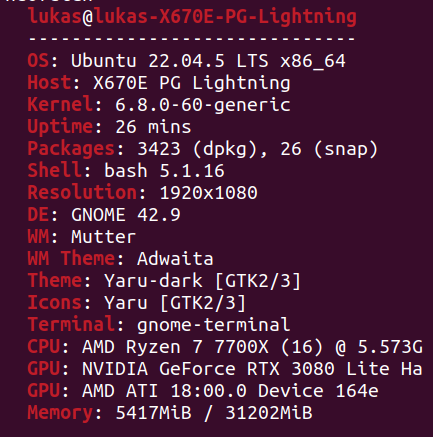 lukas@lukas-X670E-PG-Lightning
------------------------------
OS: Ubuntu 22.04.5 LTS x86_64
Host: X670E PG Lightning
Kernel: 6.8.0-60-generic
Uptime: 26 mins
Packages: 3423 (dpkg), 26 (snap)
Shell: bash 5.1.16
Resolution: 1920x1080
DE: GNOME 42.9
WM: Mutter
WM Theme: Adwaita
Theme: Yaru-dark [GTK2/3]
Icons: Yaru [GTK2/3]
Terminal: gnome-terminal
CPU: AMD Ryzen 7 7700X (16) @ 5.573G
GPU: NVIDIA GeForce RTX 3080 Lite Ha
GPU: AMD ATI 18:00.0 Device 164e
Memory: 5417MiB / 31202MiB